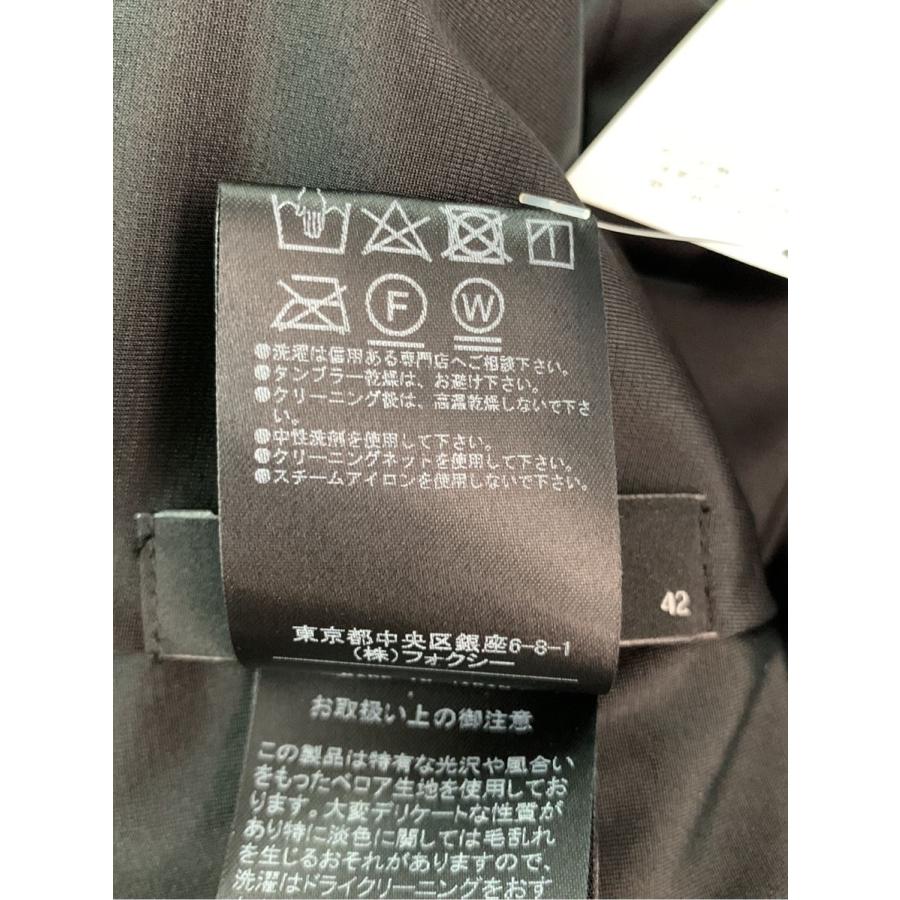 F W
●洗濯は信用ある専門店へご相談下さい。
●タンブラー乾燥は、お避け下さい。
●クリーニング後は、高温乾燥しないで下さ
い。
●中性洗剤を使用して下さい。
●クリーニングネットを使用して下さい。
●スチームアイロンを使用しないで下さい。
42
東京都中央区銀座6-8-1
(株)フォクシー
お取扱い上の御注意
この製品は特有な光沢や風合い
をもったベロア生地を使用してお
ります。大変デリケートな性質が
あり特に淡色に関しては毛乱れ
を生じるおそれがありますので、
洗濯はドライクリーニングをおす